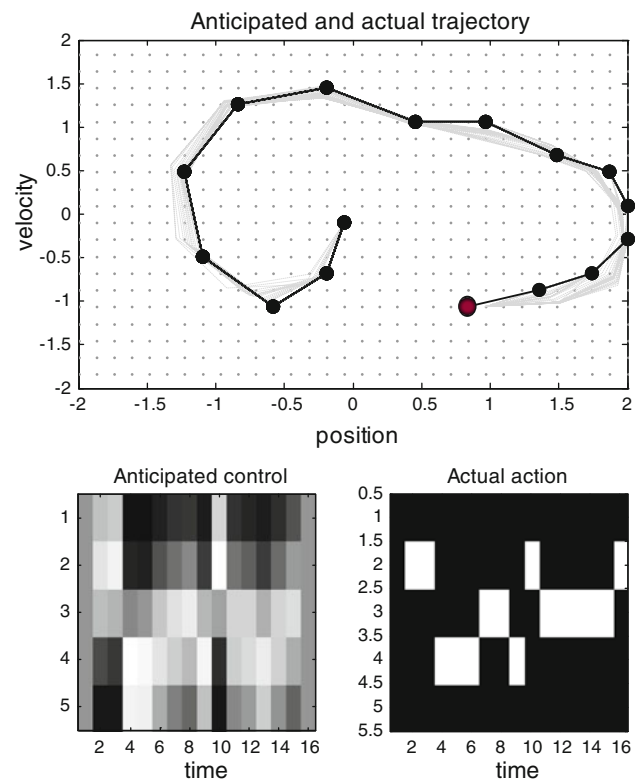 Anticipated and actual trajectory
2
1.5
1
0.5
0
-0.5
-1
-1.5
-2
velocity
-2 -1.5 -1 -0.5 0 0.5 1 1.5 2
position
Anticipated control
1
2
3
4
5
2 4 6 8 10 12 14 16
time
Actual action
0.5
1
1.5
2
2.5
3
3.5
4
4.5
5
5.5
2 4 6 8 10 12 14 16
time